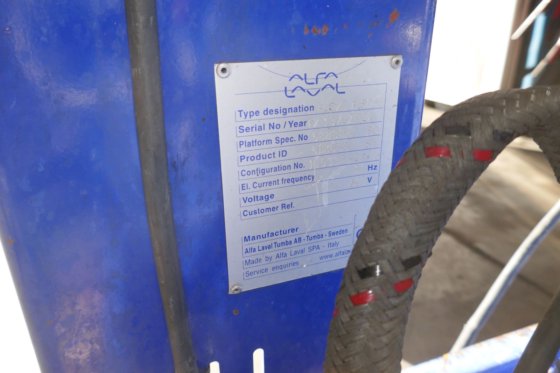 ALFA
LAVAL
Type designation
Serial No / Year
Platform Spec. No
Product ID
Configuration No.
El. Current frequency Hz
Voltage V
Customer Ref.
Manufacturer
Alfa Laval Tumba AB - Tumba - Sweden
Made by Alfa Laval SPA - Italy
Service enquiries